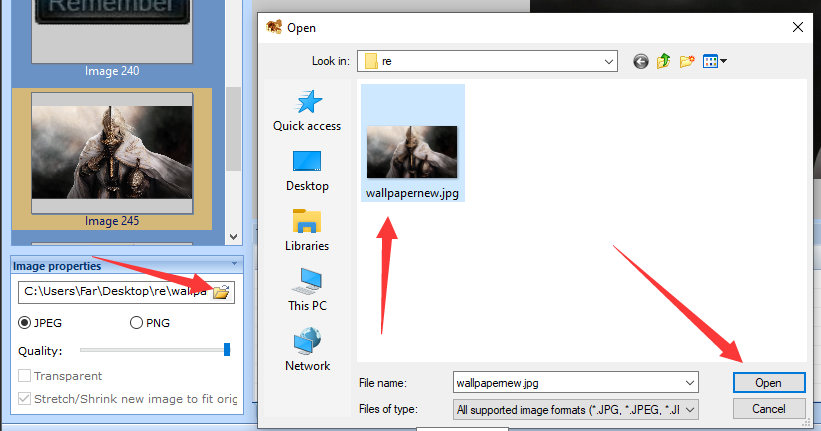 Remember
Image 240
Image 245
Image properties
C:\Users\Far\Desktop\re\wallpa
JPEG
PNG
Quality:
Transparent
Stretch/Shrink new image to fit orig
Open
Look in:
re
Quick access
Desktop
Libraries
This PC
Network
wallpapernew.jpg
File name:
wallpapernew.jpg
Open
Files of type:
All supported image formats (*.JPG, *.JPEG, *.JI
Cancel